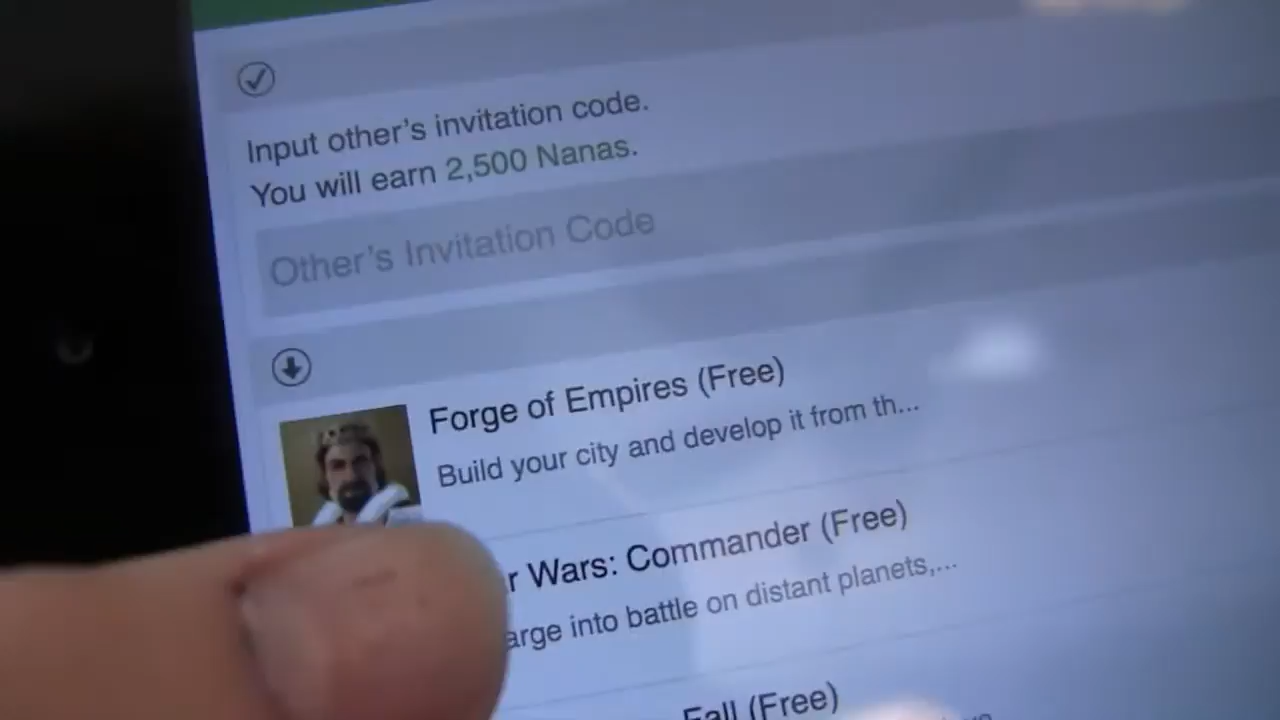 Input other's invitation code.
You will earn 2,500 Nanas.
Other's Invitation Code
Forge of Empires (Free)
Build your city and develop it from th...
Wars: Commander (Free)
into battle on distant planets,...
Fall (Free)